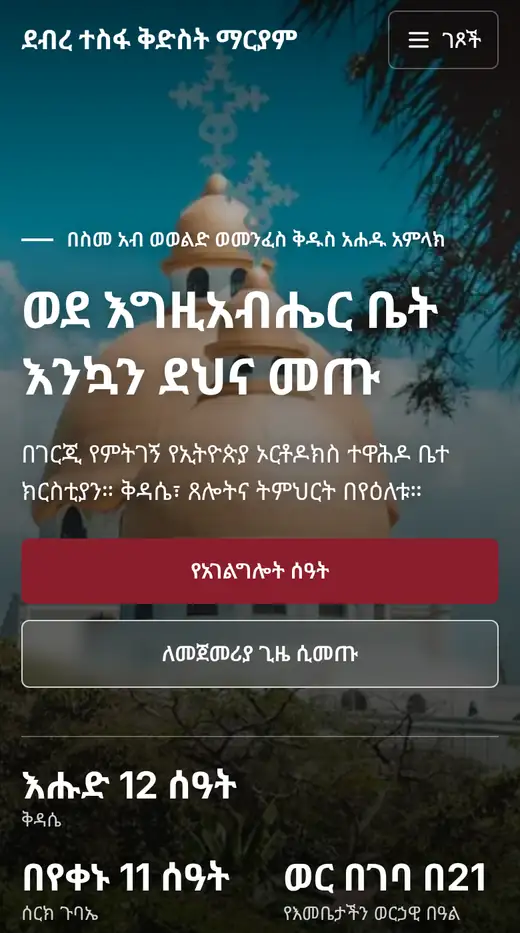 ደብረ ተስፋ ቅድስት ማርያም
ገጾች
በስመ አብ ወወልድ ወመንፈስ ቅዱስ አሐዱ አምላክ
ወደ እግዚአብሔር ቤት
እንኳን ደህና መጡ
በገርጂ የምትገኝ የኢትዮጵያ ኦርቶዶክስ ተዋሕዶ ቤተ
ክርስቲያን። ቅዳሴ፣ ጸሎትና ትምህርት በየዕለቱ።
የአገልግሎት ሰዓት
ለመጀመሪያ ጊዜ ሲመጡ
እሑድ 12 ሰዓት
ቅዳሴ
በየቀኑ 11 ሰዓት
ሰርክ ጉባኤ
ወር በገባ በ21
የእመቤታችን ወርኃዊ በዓል